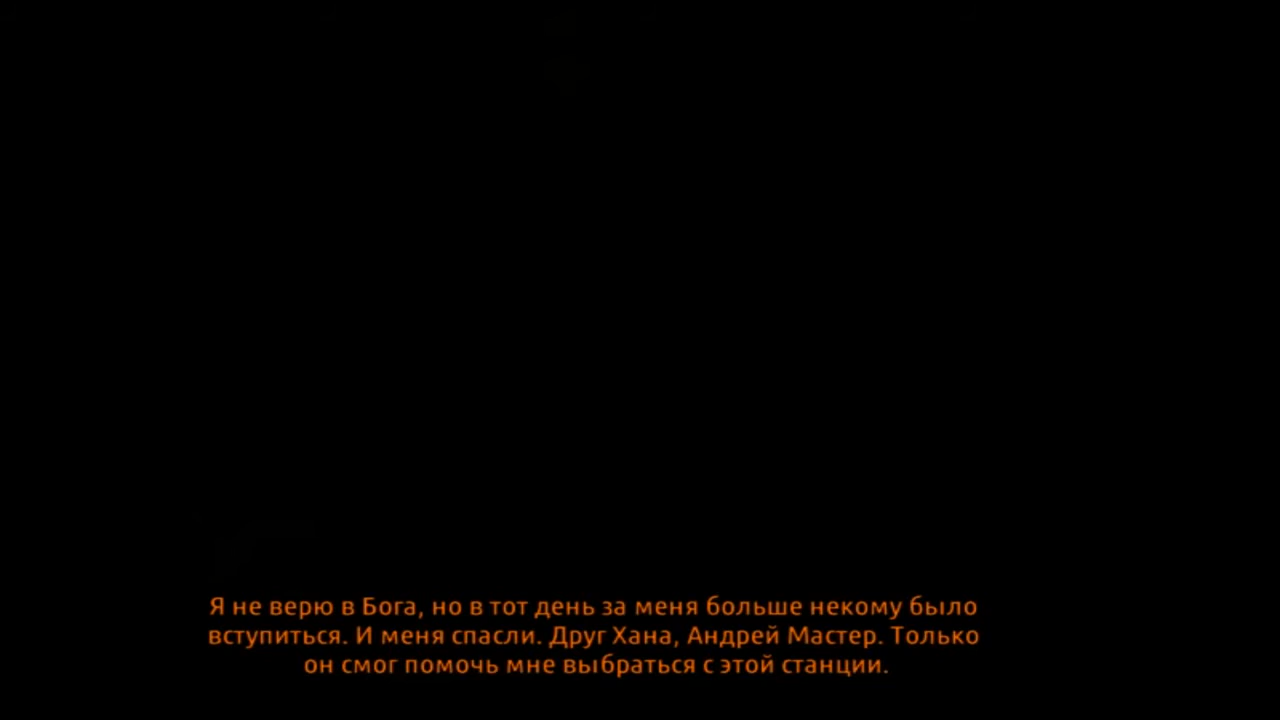 Я не верю в Бога, но в тот день за меня больше некому было
вступиться. И меня спасли. Друг Хана, Андрей Мастер. Только
он смог помочь мне выбраться с этой станции.